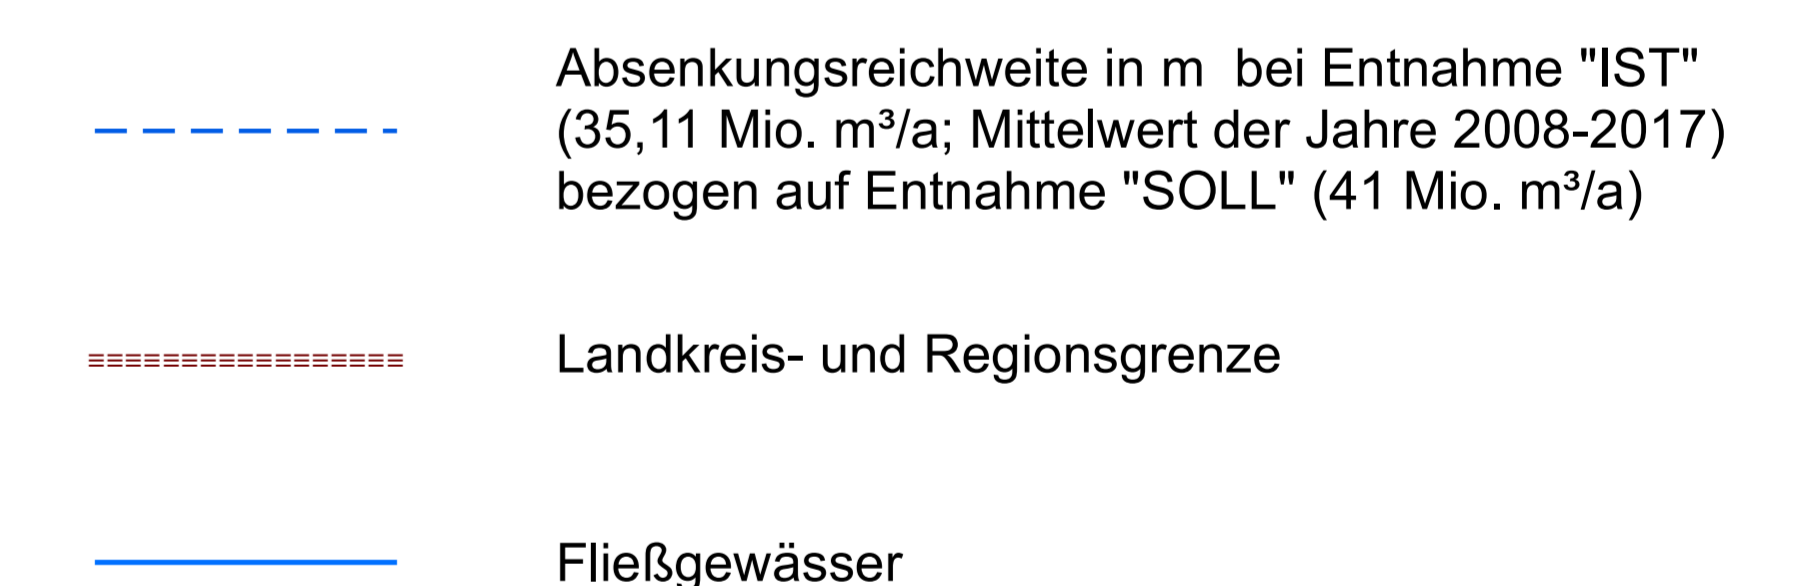 Absenkungsreichweite in m  bei Entnahme "IST"
(35,11 Mio. m³/a; Mittelwert der Jahre 2008-2017)
bezogen auf Entnahme "SOLL" (41 Mio. m³/a)
Landkreis- und Regionsgrenze
Fließgewässer